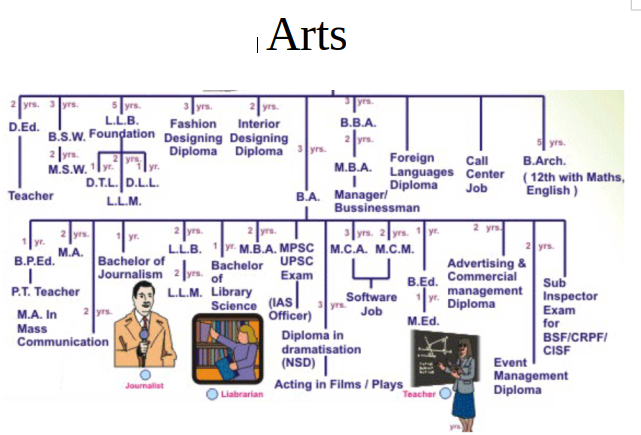 Arts
2 yrs. 3 yrs. 5 yrs. 3 yrs. 2 yrs. 3 yrs.
D.Ed. B.S.W. L.L.B. Foundation Fashion Designing Diploma Interior Designing Diploma 3 yrs. B.B.A. 5 yrs.
2 yrs. 1 yr. 2 yrs. 1 yr. 2 yrs.
M.S.W. D.T.L. D.L.L. M.B.A. Foreign Languages Diploma Call Center Job B.Arch. ( 12th with Maths, English )
Teacher L.L.M. B.A. Manager/ Bussinessman
1 yr. 2 yrs. 1 yr. 2 yrs. 1 yr. 2 yrs. 3 yrs. 2 yrs. 1 yr. 2 yrs. 2 yrs.
B.P.Ed. M.A. Bachelor of Journalism L.L.B. Bachelor of Library Science M.B.A. MPSC UPSC Exam M.C.A. M.C.M. Advertising & Commercial management Diploma
P.T. Teacher 2 yrs. 2 yrs. L.L.M. (IAS Officer) 3 yrs. Software Job B.Ed. 1 yr. M.Ed. Sub Inspector Exam for BSF/CRPF/ CISF
M.A. In Mass Communication Diploma in dramatisation (NSD) Event Management Diploma
Journalist Liabrarian Acting in Films / Plays Teacher
yrs